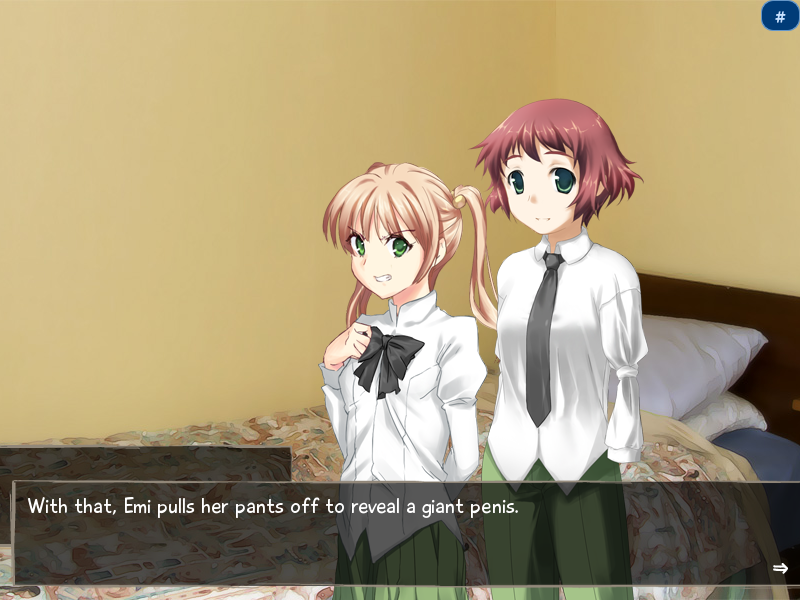 #
With that, Emi pulls her pants off to reveal a giant penis.
⇒